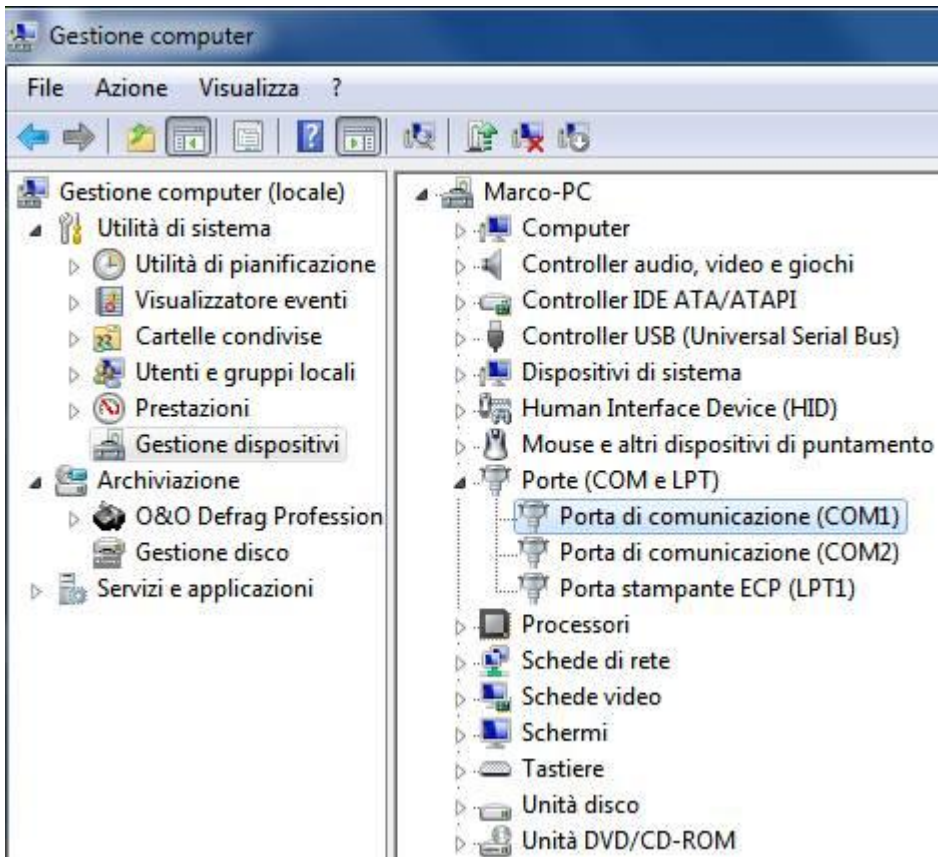 Gestione computer
File Azione Visualizza ?
Gestione computer (locale)
Utilità di sistema
Utilità di pianificazione
Visualizzatore eventi
Cartelle condivise
Utenti e gruppi locali
Prestazioni
Gestione dispositivi
Archiviazione
O&O Defrag Profession
Gestione disco
Servizi e applicazioni
Marco-PC
Computer
Controller audio, video e giochi
Controller IDE ATA/ATAPI
Controller USB (Universal Serial Bus)
Dispositivi di sistema
Human Interface Device (HID)
Mouse e altri dispositivi di puntamento
Porte (COM e LPT)
Porta di comunicazione (COM1)
Porta di comunicazione (COM2)
Porta stampante ECP (LPT1)
Processori
Schede di rete
Schede video
Schermi
Tastiere
Unità disco
Unità DVD/CD-ROM